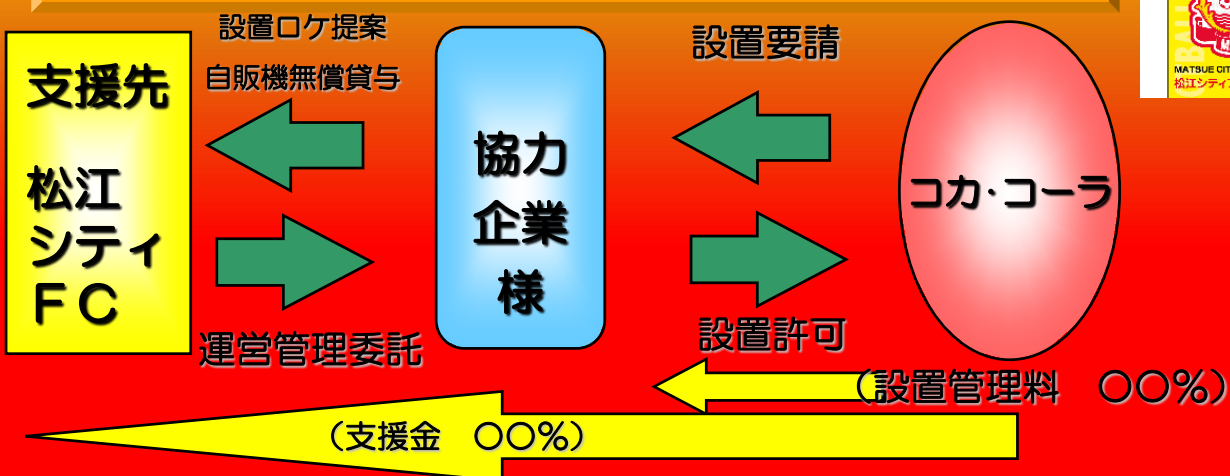 設置ロケ提案
自販機無償貸与
支援先
松江
シティ
ＦＣ
運営管理委託
協力
企業
様
設置要請
設置許可
コカ・コーラ
（設置管理料　〇〇％）
（支援金　〇〇％）
MATSUE CIT
松江シティフ